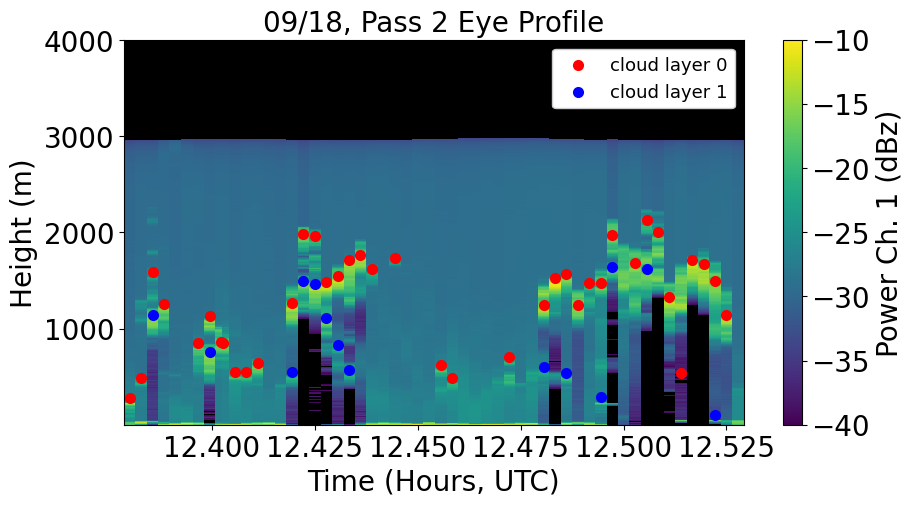 09/18, Pass 2 Eye Profile
cloud layer 0
cloud layer 1
4000
3000
2000
1000
Height (m)
12.400
12.425
12.450
12.475
12.500
12.525
Time (Hours, UTC)
−10
−15
−20
−25
−30
−35
−40
Power Ch. 1 (dBz)